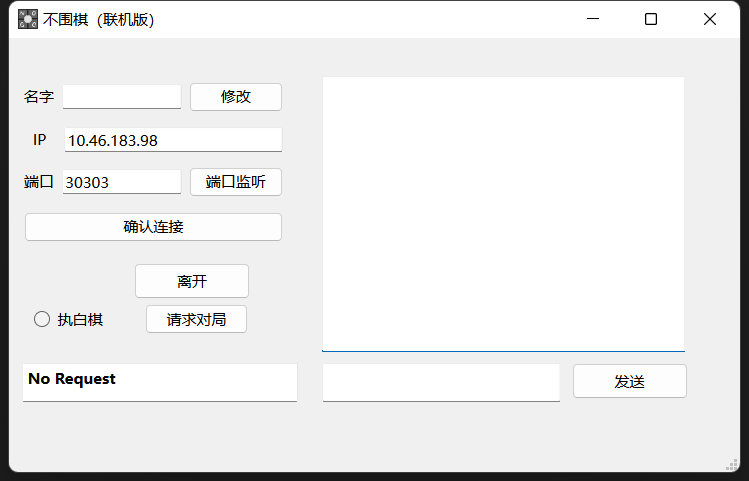 不围棋（联机版）
名字 修改
IP 10.46.183.98
端口 30303 端口监听
确认连接
离开
执白棋 请求对局
No Request 发送